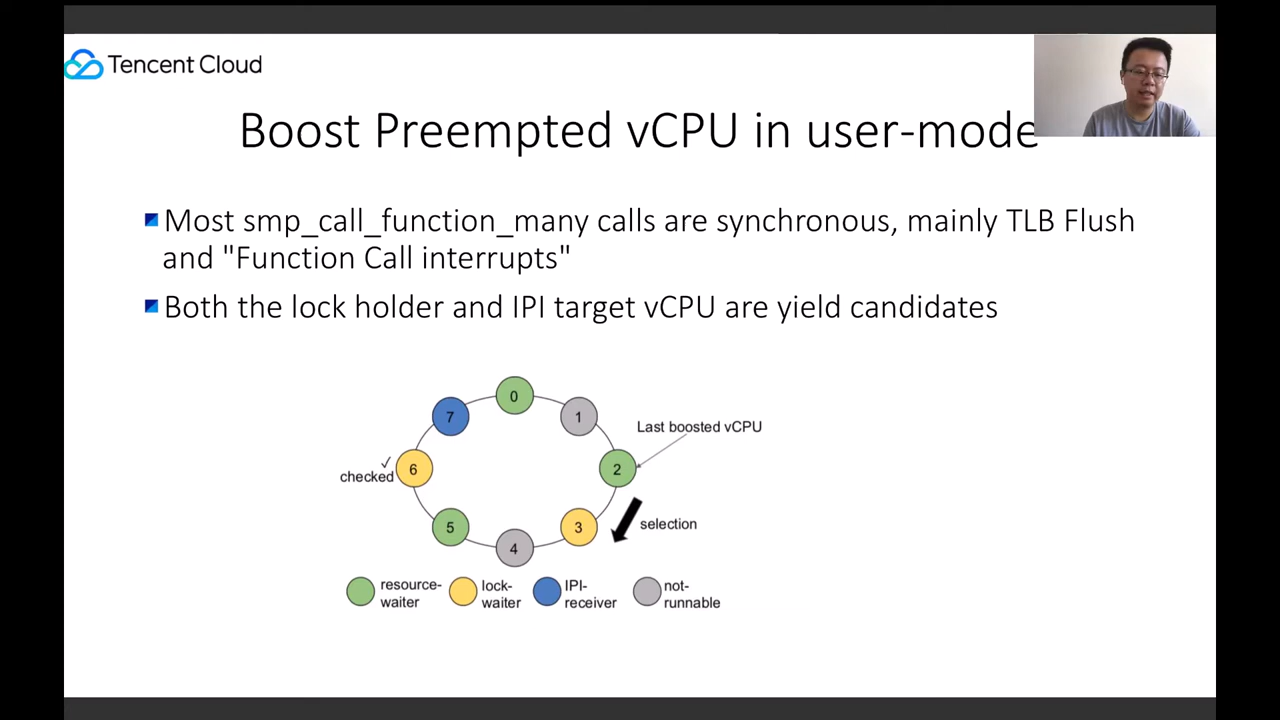 Tencent Cloud
Boost Preempted vCPU in user-mode
Most smp_call_function_many calls are synchronous, mainly TLB Flush
and "Function Call interrupts"
Both the lock holder and IPI target vCPU are yield candidates
0
7
1
Last boosted vCPU
✓
checked
6
2
5
3
selection
4
resource-
waiter
lock-
waiter
IPI-
receiver
not-
runnable